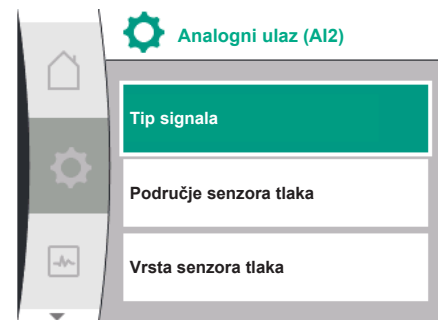 Analogni ulaz (AI2)
Tip signala
Područje senzora tlaka
Vrsta senzora tlaka